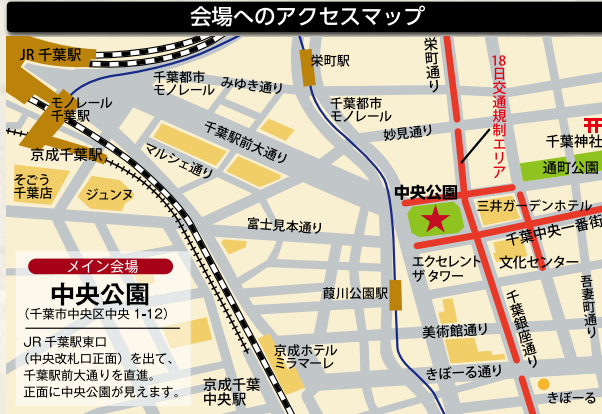 会場へのアクセスマップ
JR 千葉駅
栄町駅
栄町通り
18日交通規制エリア
千葉都市
モノレール
みゆき通り
モノレール
千葉駅
千葉都市
モノレール
千葉駅前大通り
妙見通り
千葉神社
京成千葉駅
マルシェ通り
通町公園
そごう
千葉店
ジュンヌ
中央公園
三井ガーデンホテル
富士見本通り
千葉中央一番街
エクセレント
ザ タワー
文化センター
メイン会場
中央公園
(千葉市中央区中央 1-12)
JR 千葉駅東口
(中央改札口正面)を出て、
千葉駅前大通りを直進。
正面に中央公園が見えます。
葭川公園駅
千葉銀座通り
吾妻町通り
美術館通り
京成ホテル
ミラマーレ
きぼーる通り
京成千葉
中央駅
きぼーる